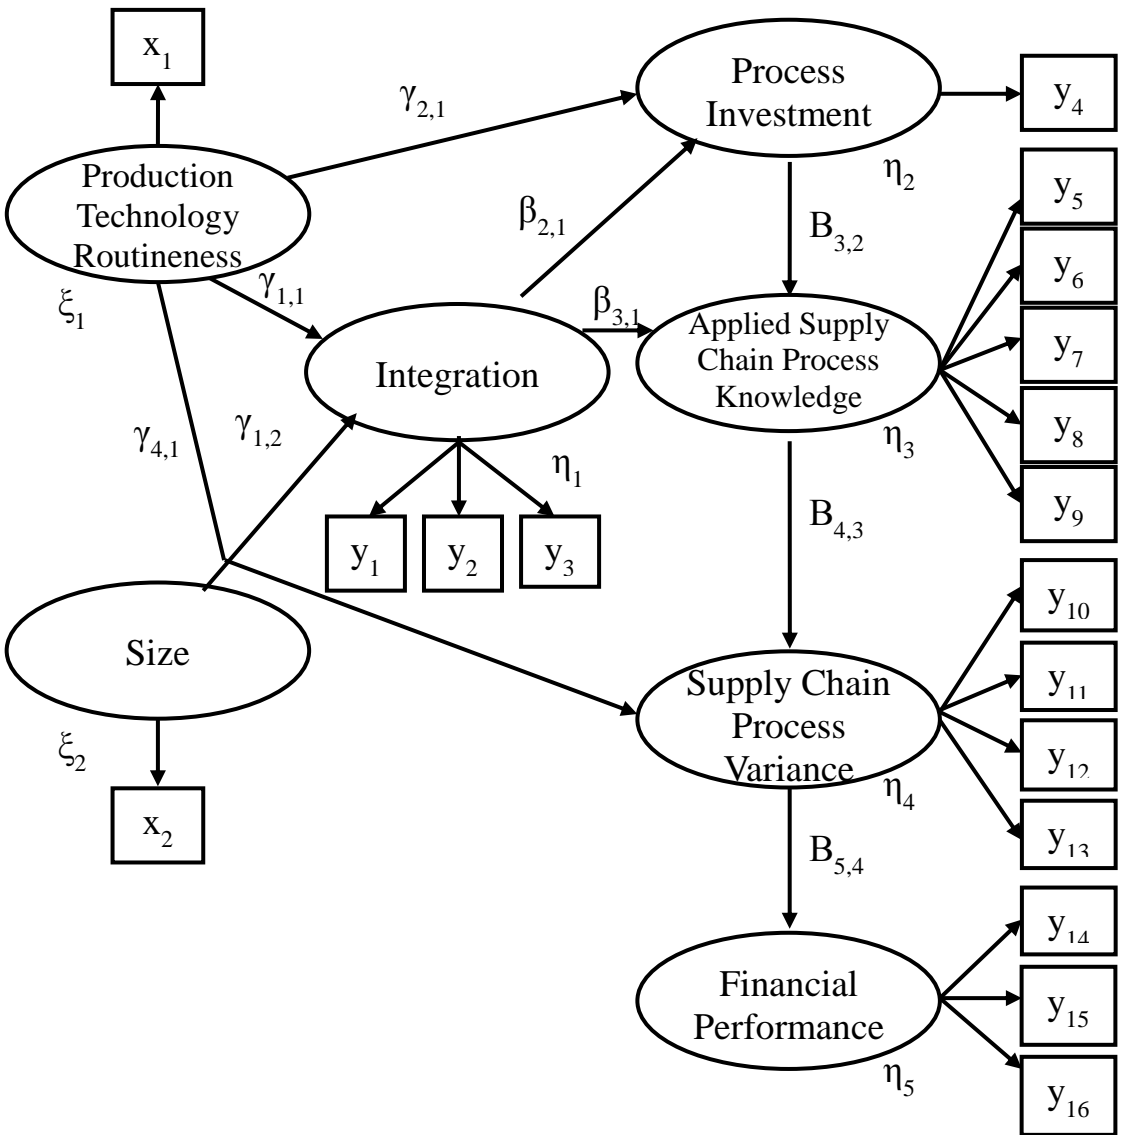 x₁
Process
Investment
y₄
γ₂,₁
Production
Technology
Routineness
η₂
y₅
β₂,₁
B₃,₂
y₆
ξ₁
γ₁,₁
β₃,₁
Applied Supply
Chain Process
Knowledge
y₇
Integration
γ₄,₁
γ₁,₂
η₃
y₈
η₁
y₉
B₄,₃
y₁
y₂
y₃
y₁₀
Size
Supply Chain
Process
Variance
y₁₁
ξ₂
η₄
y₁₂
x₂
B₅,₄
y₁₃
y₁₄
Financial
Performance
y₁₅
η₅
y₁₆